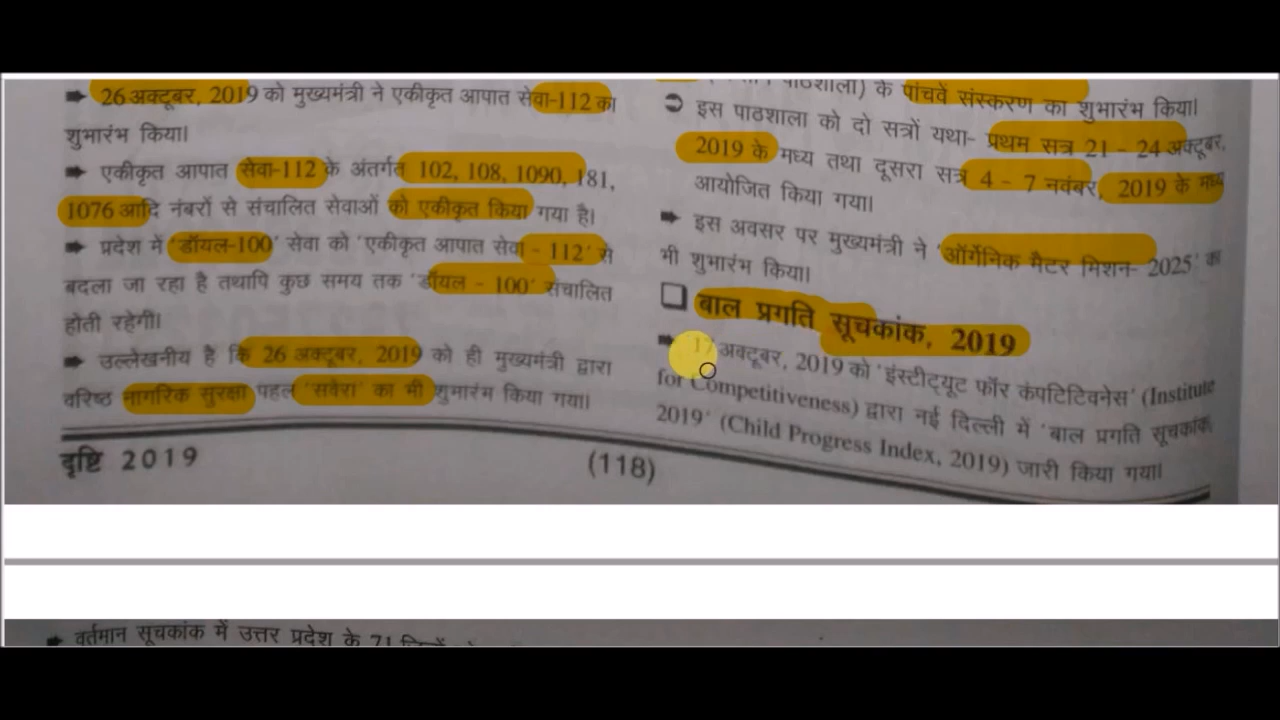 ➡ 26 अक्टूबर, 2019 को मुख्यमंत्री ने एकीकृत आपात सेवा-112 का
शुभारंभ किया।
➡ एकीकृत आपात सेवा-112 के अंतर्गत 102, 108, 1090, 181,
1076 आदि नंबरों से संचालित सेवाओं को एकीकृत किया गया है।
➡ प्रदेश में 'डॉयल-100' सेवा को 'एकीकृत आपात सेवा - 112' से
बदला जा रहा है तथापि कुछ समय तक 'डॉयल - 100' संचालित
होती रहेगी।
➡ उल्लेखनीय है कि 26 अक्टूबर, 2019 को ही मुख्यमंत्री द्वारा
वरिष्ठ नागरिक सुरक्षा पहल 'सवेरा' का भी शुभारंभ किया गया।
पाठशाला) के पांचवें संस्करण का शुभारंभ किया।
➲ इस पाठशाला को दो सत्रों यथा- प्रथम सत्र 21 - 24 अक्टूबर,
2019 के मध्य तथा दूसरा सत्र 4 - 7 नवंबर, 2019 के मध्य
आयोजित किया गया।
➡ इस अवसर पर मुख्यमंत्री ने 'ऑर्गेनिक मैटर मिशन- 2025' का
भी शुभारंभ किया।
❑ बाल प्रगति सूचकांक, 2019
➡ 17 अक्टूबर, 2019 को 'इंस्टीट्यूट फॉर कंपटिटिवनेस' (Institute
for Competitiveness) द्वारा नई दिल्ली में 'बाल प्रगति सूचकांक,
2019' (Child Progress Index, 2019) जारी किया गया।
दृष्टि 2019
(118)
➡ वर्तमान सूचकांक में उत्तर प्रदेश के 71